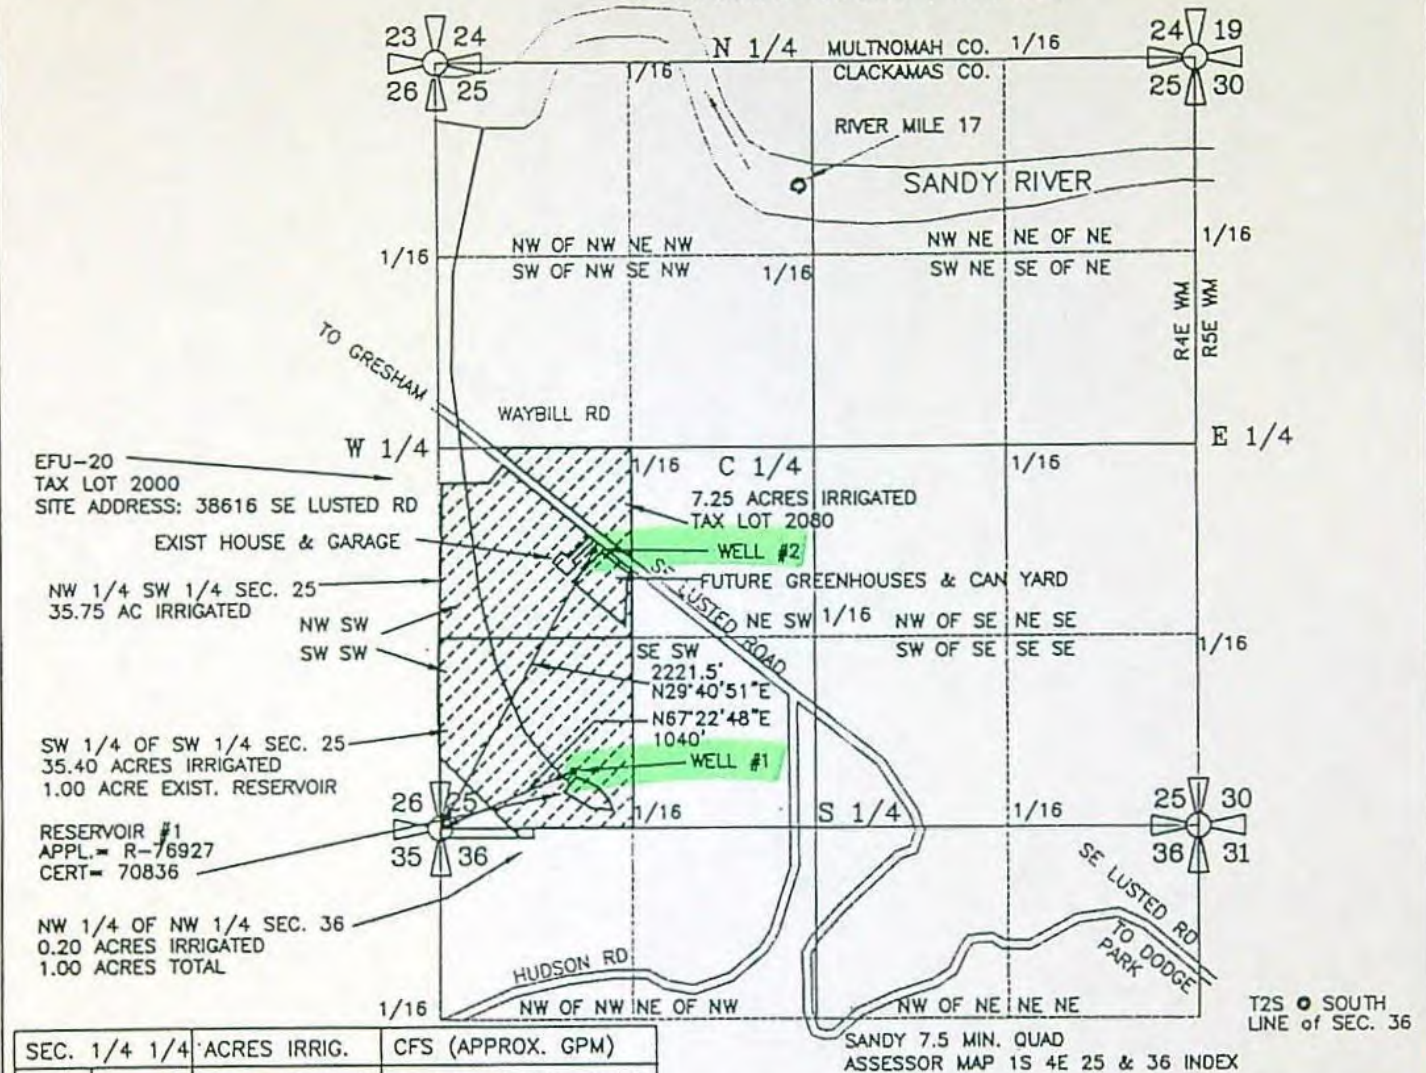 23 24
26 25
N 1/4
MULTNOMAH CO.
CLACKAMAS CO.
1/16
1/16
24 19
25 30
RIVER MILE 17
SANDY RIVER
NW OF NW NE NW
SW OF NW SE NW
1/16
1/16
NW NE NE OF NE
SW NE SE OF NE
1/16
R4E WM
R5E WM
TO GRESHAM
WAYBILL RD
W 1/4
1/16
C 1/4
1/16
E 1/4
EFU-20
TAX LOT 2000
SITE ADDRESS: 38616 SE LUSTED RD
7.25 ACRES IRRIGATED
TAX LOT 2080
EXIST HOUSE & GARAGE
WELL #2
FUTURE GREENHOUSES & CAN YARD
NW 1/4 SW 1/4 SEC. 25
35.75 AC IRRIGATED
NW SW
SW SW
SE LUSTED ROAD
NE SW 1/16 NW OF SE NE SE
SE SW
SW OF SE SE SE
1/16
2221.5'
N29°40'51"E
N67°22'48"E
1040'
WELL #1
SW 1/4 OF SW 1/4 SEC. 25
35.40 ACRES IRRIGATED
1.00 ACRE EXIST. RESERVOIR
26 25
35 36
1/16
S 1/4
1/16
25 30
36 31
RESERVOIR #1
APPL.= R-76927
CERT= 70836
NW 1/4 OF NW 1/4 SEC. 36
0.20 ACRES IRRIGATED
1.00 ACRES TOTAL
HUDSON RD
SE LUSTED RD
TO DODGE
PARK
1/16
NW OF NW NE OF NW
NW OF NE NE NE
T2S @ SOUTH
LINE of SEC. 36
SANDY 7.5 MIN. QUAD
ASSESSOR MAP 1S 4E 25 & 36 INDEX
SEC. 1/4 1/4 ACRES IRRIG. CFS (APPROX. GPM)